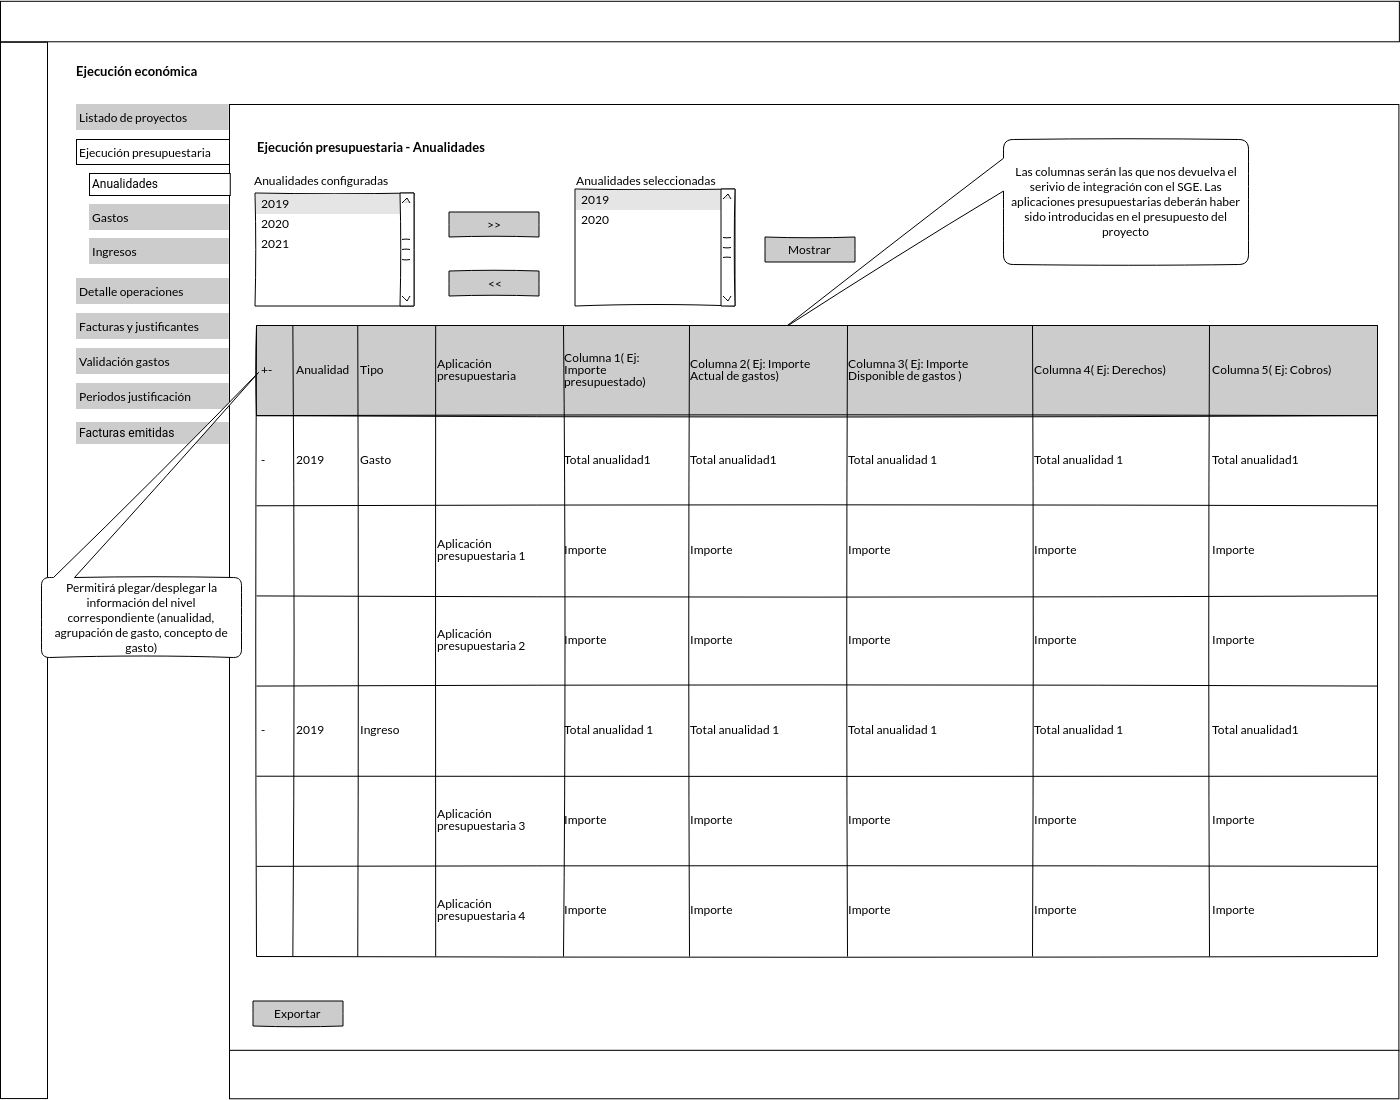 Ejecución económica
Listado de proyectos
Ejecución presupuestaria
Anualidades
Gastos
Ingresos
Detalle operaciones
Facturas y justificantes
Validación gastos
Periodos justificación
Facturas emitidas
Permitirá plegar/desplegar la
información del nivel
correspondiente (anualidad,
agrupación de gasto, concepto de
gasto)
Ejecución presupuestaria - Anualidades
Anualidades configuradas
2019
2020
2021
>>
<<
Anualidades seleccionadas
2019
2020
Mostrar
Las columnas serán las que nos devuelva el
serivio de integración con el SGE. Las
aplicaciones presupuestarias deberán haber
sido introducidas en el presupuesto del
proyecto
+-
Anualidad
Tipo
Aplicación
presupuestaria
Columna 1( Ej:
Importe
presupuestado)
Columna 2( Ej: Importe
Actual de gastos)
Columna 3( Ej: Importe
Disponible de gastos )
Columna 4( Ej: Derechos)
Columna 5( Ej: Cobros)
-
2019
Gasto
Total anualidad1
Total anualidad1
Total anualidad 1
Total anualidad 1
Total anualidad1
Aplicación
presupuestaria 1
Importe
Importe
Importe
Importe
Importe
Aplicación
presupuestaria 2
Importe
Importe
Importe
Importe
Importe
-
2019
Ingreso
Total anualidad 1
Total anualidad 1
Total anualidad 1
Total anualidad 1
Total anualidad1
Aplicación
presupuestaria 3
Importe
Importe
Importe
Importe
Importe
Aplicación
presupuestaria 4
Importe
Importe
Importe
Importe
Importe
Exportar